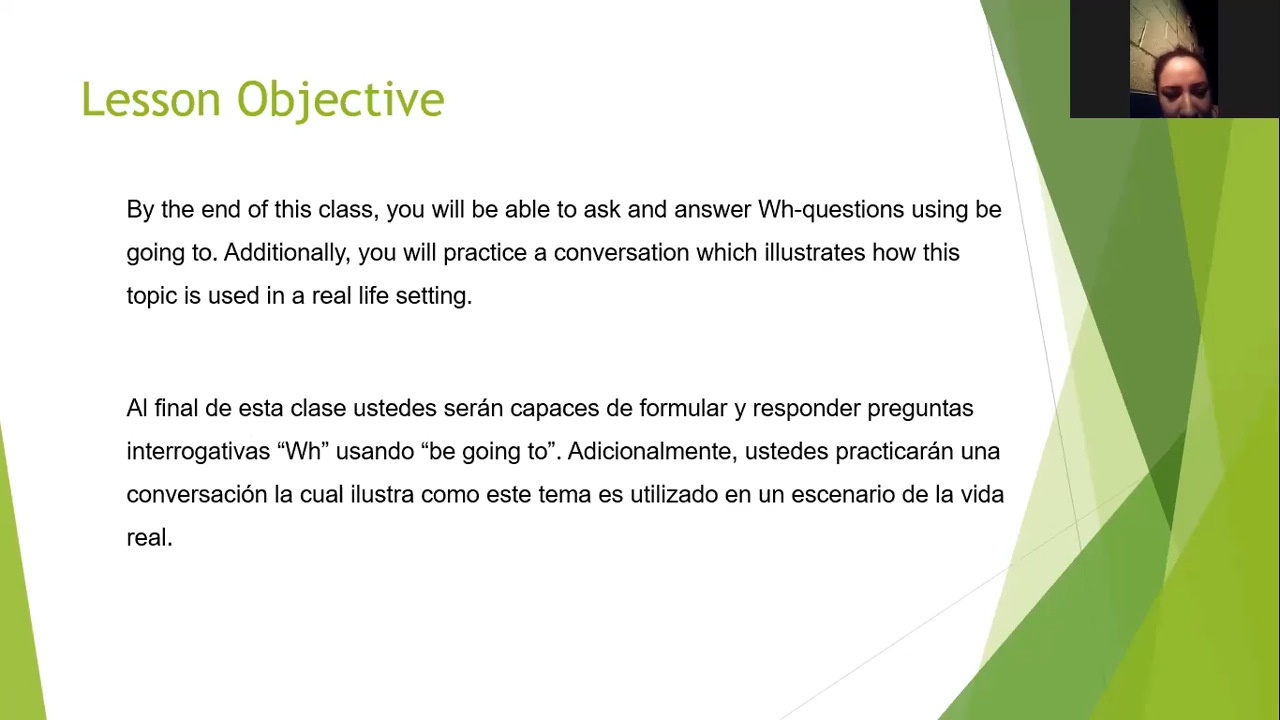 Lesson Objective
By the end of this class, you will be able to ask and answer Wh-questions using be
going to. Additionally, you will practice a conversation which illustrates how this
topic is used in a real life setting.
Al final de esta clase ustedes serán capaces de formular y responder preguntas
interrogativas “Wh” usando “be going to”. Adicionalmente, ustedes practicarán una
conversación la cual ilustra como este tema es utilizado en un escenario de la vida
real.